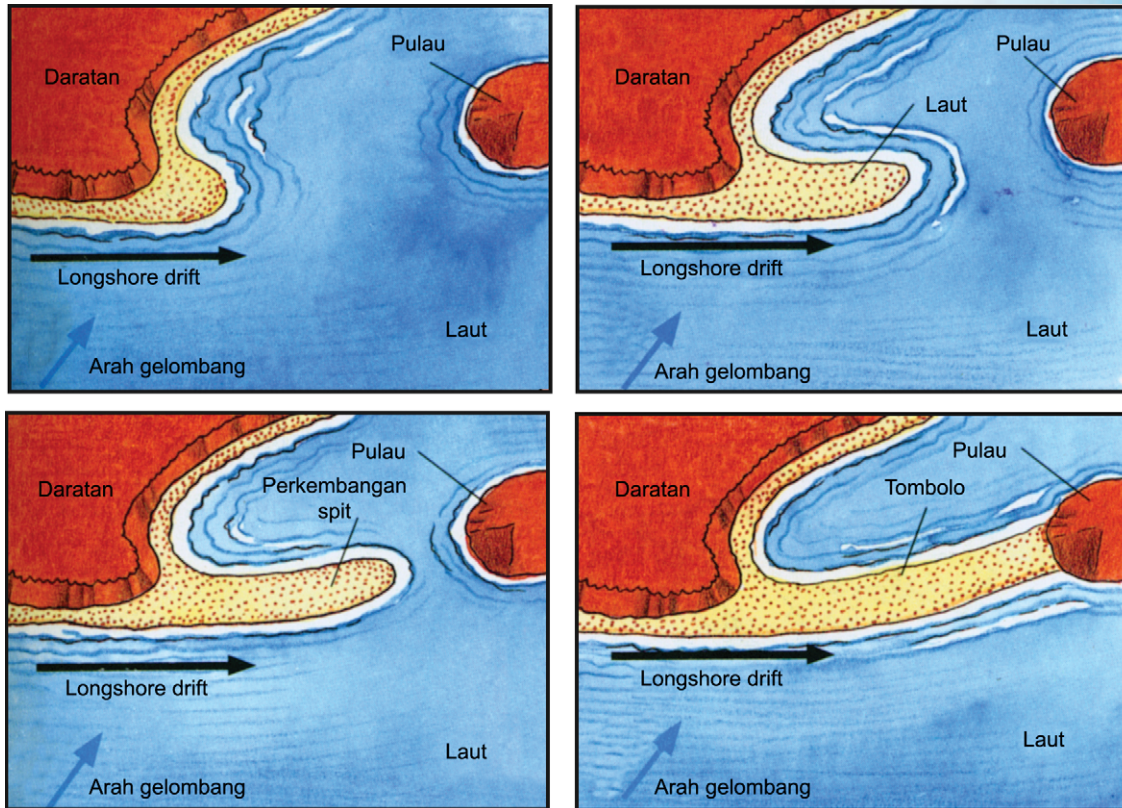 Daratan
Pulau
Longshore drift
Laut
Arah gelombang
Daratan
Pulau
Laut
Longshore drift
Laut
Arah gelombang
Daratan
Pulau
Perkembangan
spit
Longshore drift
Laut
Arah gelombang
Daratan
Pulau
Tombolo
Longshore drift
Laut
Arah gelombang